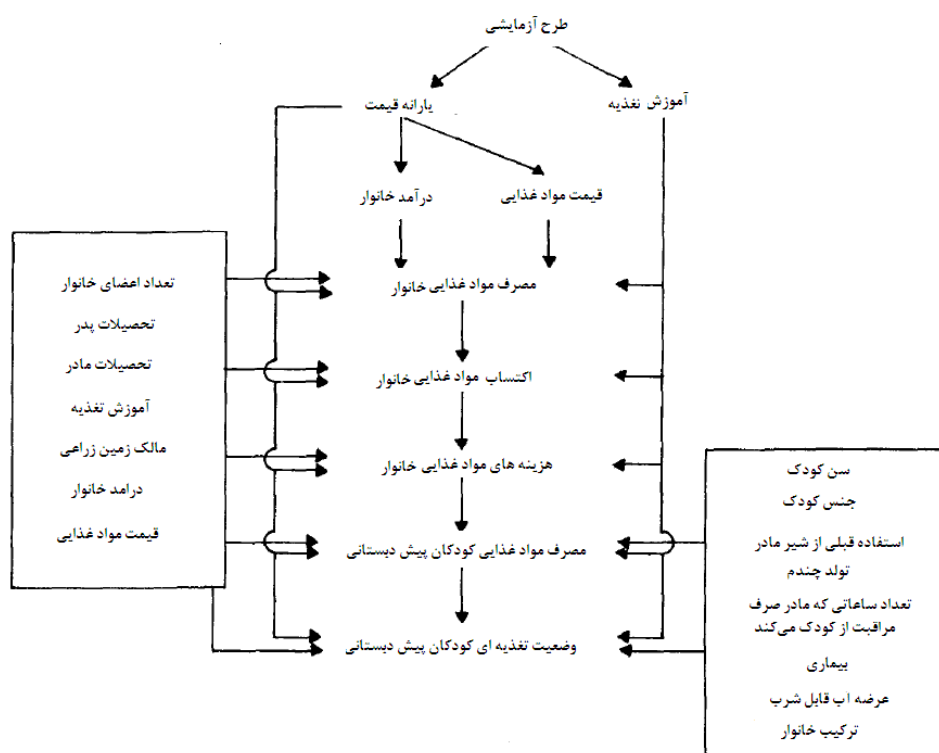 طرح آزمایشی
آموزش تغذیه
یارانه قیمت
قیمت مواد غذایی
درآمد خانوار
مصرف مواد غذایی خانوار
اکتساب مواد غذایی خانوار
هزینه های مواد غذایی خانوار
مصرف مواد غذایی کودکان پیش دبستانی
وضعیت تغذیه ای کودکان پیش دبستانی
تعداد اعضای خانوار
تحصیلات پدر
تحصیلات مادر
آموزش تغذیه
مالک زمین زراعی
درامد خانوار
قیمت مواد غذایی
سن کودک
جنس کودک
استفاده قبلی از شیر مادر
تولد چندم
تعداد ساعاتی که مادر صرف
مراقبت از کودک می‌کند
بیماری
عرضه اب قابل شرب
ترکیب خانوار